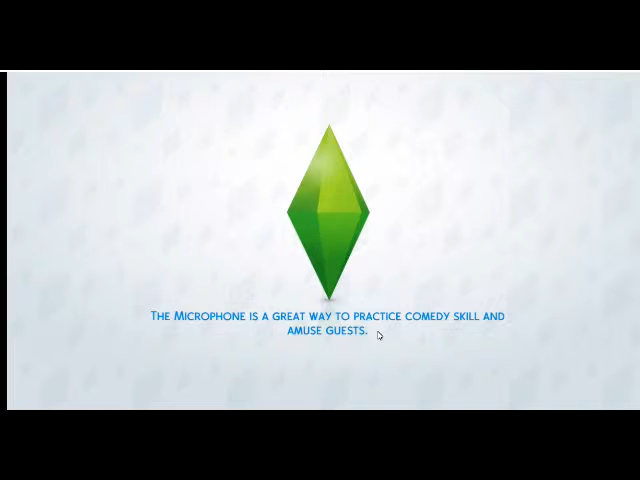 The Microphone is a great way to practice comedy skill and
amuse guests.